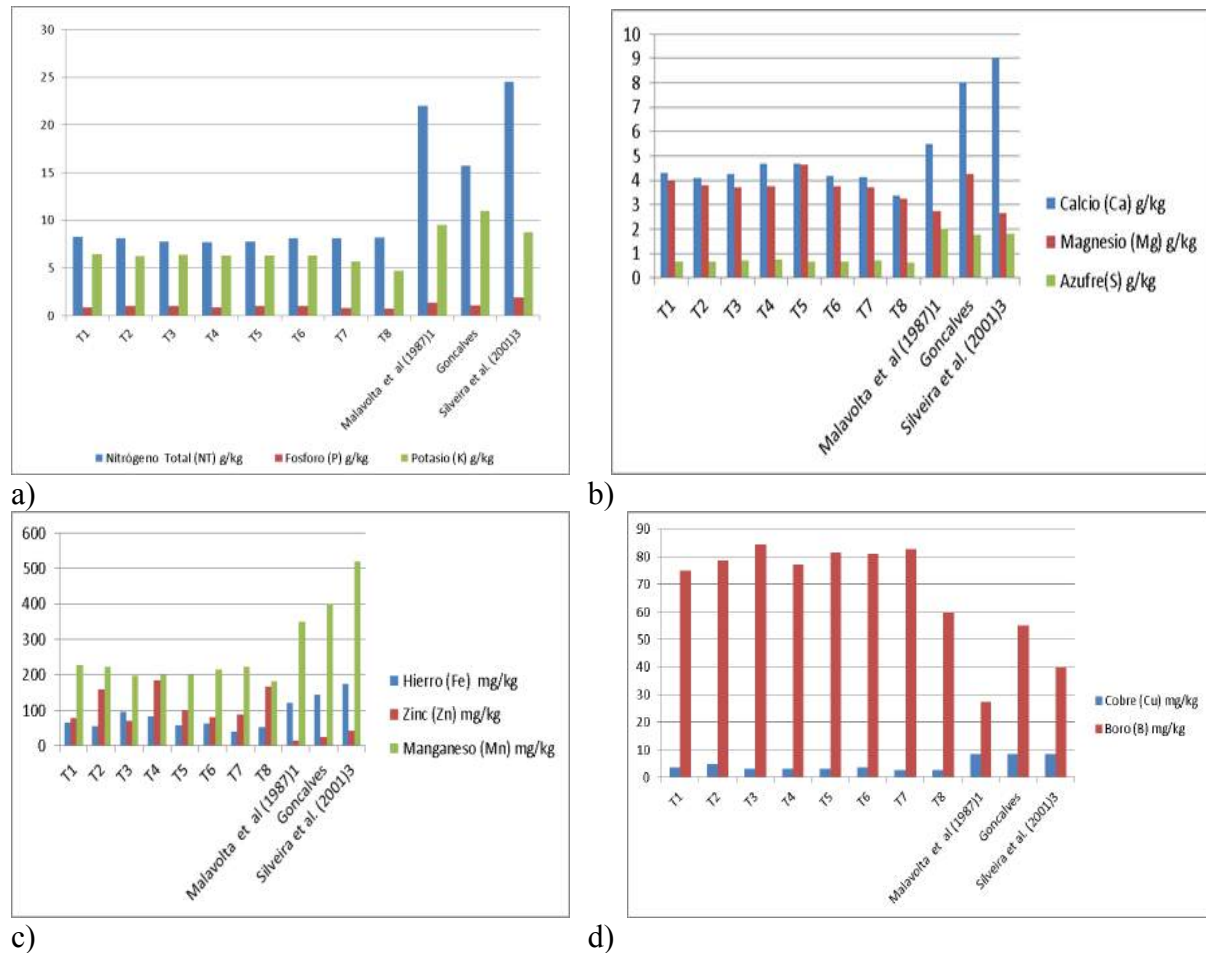 30
25
20
15
10
5
0
T1 T2 T3 T4 T5 T6 T7 T8 Malavolta et al (1987)1 Goncalves Silveira et al. (2001)3
Nitrógeno Total (NT) g/kg Fosforo (P) g/kg Potasio (K) g/kg
a)
10
9
8
7
6
5
4
3
2
1
0
T1 T2 T3 T4 T5 T6 T7 T8 Malavolta et al (1987)1 Goncalves Silveira et al. (2001)3
Calcio (Ca) g/kg
Magnesio (Mg) g/kg
Azufre(S) g/kg
b)
600
500
400
300
200
100
0
T1 T2 T3 T4 T5 T6 T7 T8 Malavolta et al (1987)1 Goncalves Silveira et al. (2001)3
Hierro (Fe) mg/kg
Zinc (Zn) mg/kg
Manganeso (Mn) mg/kg
c)
90
80
70
60
50
40
30
20
10
0
T1 T2 T3 T4 T5 T6 T7 T8 Malavolta et al (1987)1 Goncalves Silveira et al. (2001)3
Cobre (Cu) mg/kg
Boro (B) mg/kg
d)